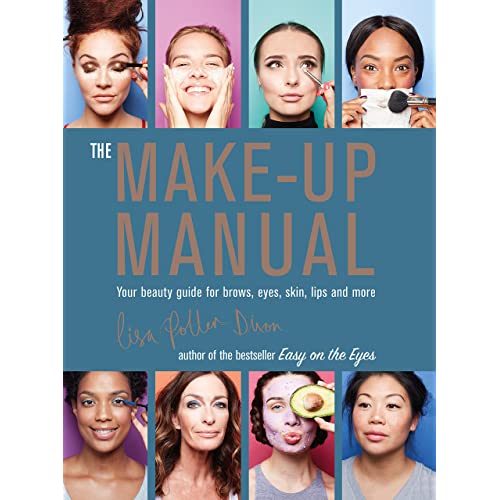 THE
MAKE-UP
MANUAL
Your beauty guide for brows, eyes, skin, lips and more
Lisa Potter-Dixon
author of the bestseller Easy on the Eyes